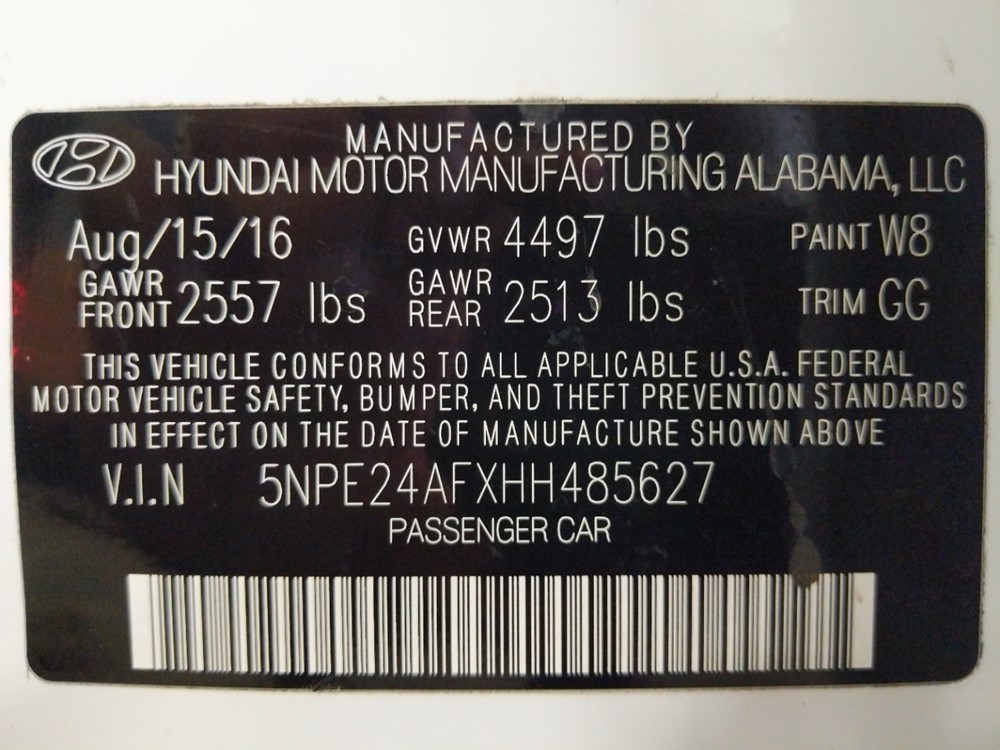 MANUFACTURED BY
HYUNDAI MOTOR MANUFACTURING ALABAMA, LLC
Aug/15/16 GVWR 4497 lbs PAINT W8
GAWR FRONT 2557 lbs GAWR REAR 2513 lbs TRIM GG
THIS VEHICLE CONFORMS TO ALL APPLICABLE U.S.A. FEDERAL
MOTOR VEHICLE SAFETY, BUMPER, AND THEFT PREVENTION STANDARDS
IN EFFECT ON THE DATE OF MANUFACTURE SHOWN ABOVE
V.I.N 5NPE24AFXHH485627
PASSENGER CAR